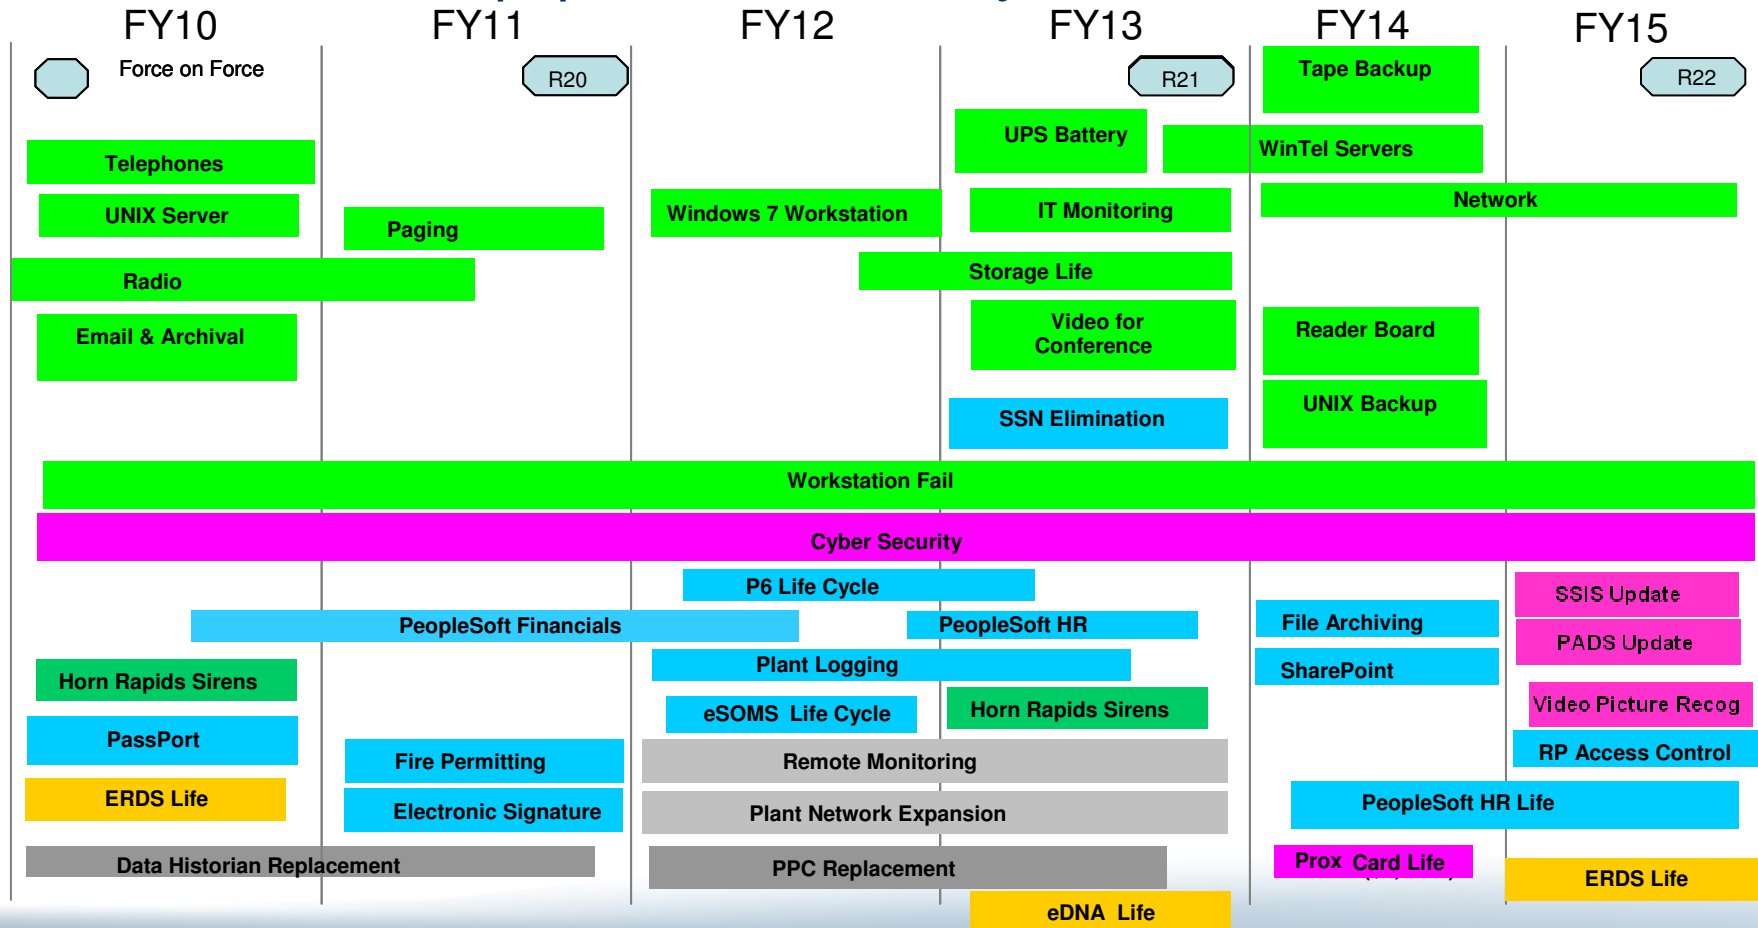 FY10 FY11 FY12 FY13 FY14 FY15
Force on Force
R20
R21
Tape Backup
R22
UPS Battery
WinTel Servers
Telephones
UNIX Server
Paging
Windows 7 Workstation
IT Monitoring
Network
Radio
Storage Life
Email & Archival
Video for
Conference
Reader Board
SSN Elimination
UNIX Backup
Workstation Fail
Cyber Security
P6 Life Cycle
SSIS Update
PeopleSoft Financials
PeopleSoft HR
File Archiving
PADS Update
Horn Rapids Sirens
Plant Logging
SharePoint
eSOMS Life Cycle
Horn Rapids Sirens
Video Picture Recog
PassPort
Fire Permitting
Remote Monitoring
RP Access Control
ERDS Life
Electronic Signature
Plant Network Expansion
PeopleSoft HR Life
Data Historian Replacement
PPC Replacement
Prox Card Life
ERDS Life
eDNA Life